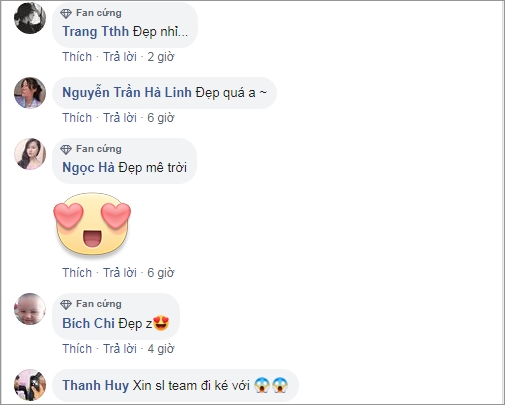 Fan cứng
Trang Tthh Đẹp nhỉ...
Thích · Trả lời · 2 giờ
Nguyễn Trần Hà Linh Đẹp quá a ~
Thích · Trả lời · 6 giờ
Fan cứng
Ngọc Hà Đẹp mê trời
Thích · Trả lời · 6 giờ
Fan cứng
Bích Chi Đẹp z😍
Thích · Trả lời · 4 giờ
Thanh Huy Xin sl team đi ké với 😱😱